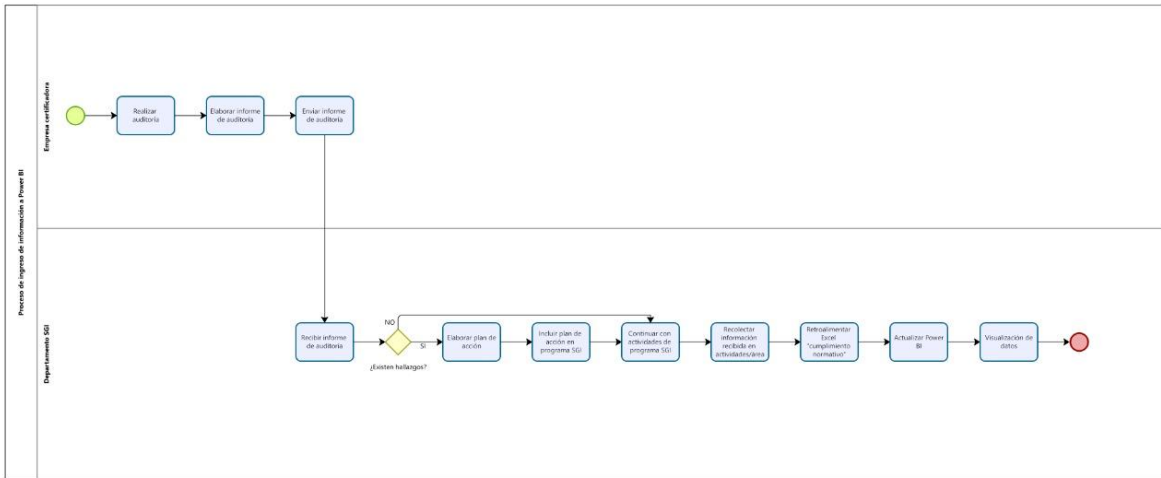 Proceso de ingreso de información a Power BI
Empresa certificadora
Realizar
auditoría
Elaborar informe
de auditoría
Enviar informe
de auditoría
Departamento SGI
Recibir informe
de auditoría
NO
SI
¿Existen hallazgos?
Elaborar plan de
acción
Incluir plan de
acción en
programa SGI
Continuar con
actividades de
programa SGI
Recolectar
información
recibida en
actividades/área
Retroalimentar
Excel
"cumplimiento
normativo"
Actualizar Power
BI
Visualización de
datos